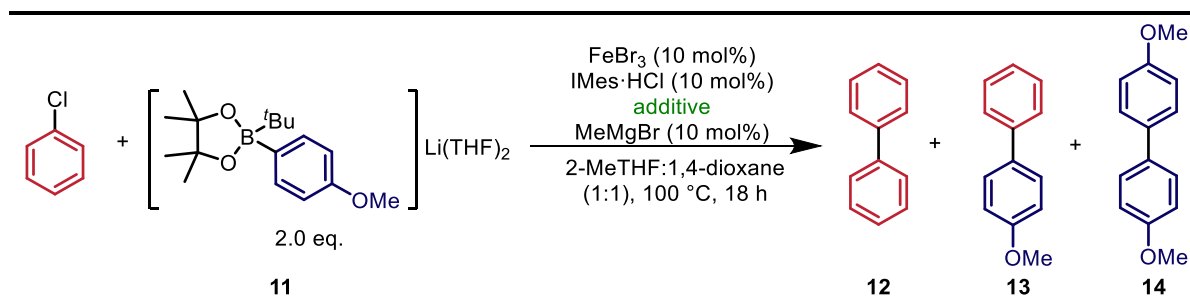 Cl
+
O
O
B
tBu
OMe
Li(THF)2
2.0 eq.
11
FeBr3 (10 mol%)
IMes·HCl (10 mol%)
additive
MeMgBr (10 mol%)
2-MeTHF:1,4-dioxane
(1:1), 100 °C, 18 h
12
+
OMe
13
+
OMe
OMe
14